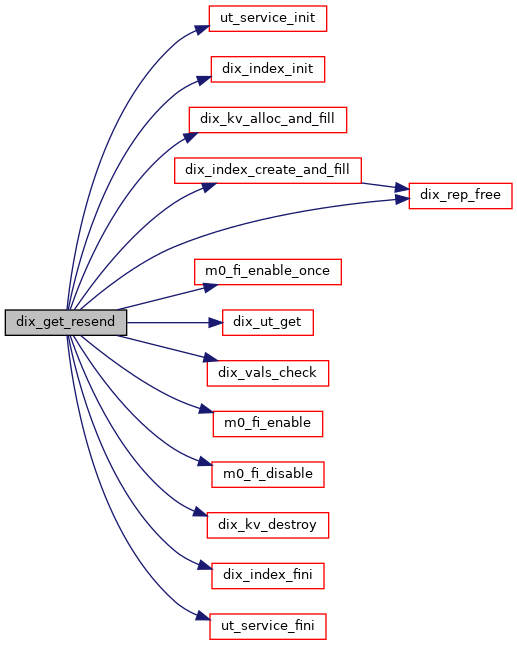 ut_service_init
dix_index_init
dix_kv_alloc_and_fill
dix_index_create_and_fill
dix_rep_free
m0_fi_enable_once
dix_get_resend
dix_ut_get
dix_vals_check
m0_fi_enable
m0_fi_disable
dix_kv_destroy
dix_index_fini
ut_service_fini